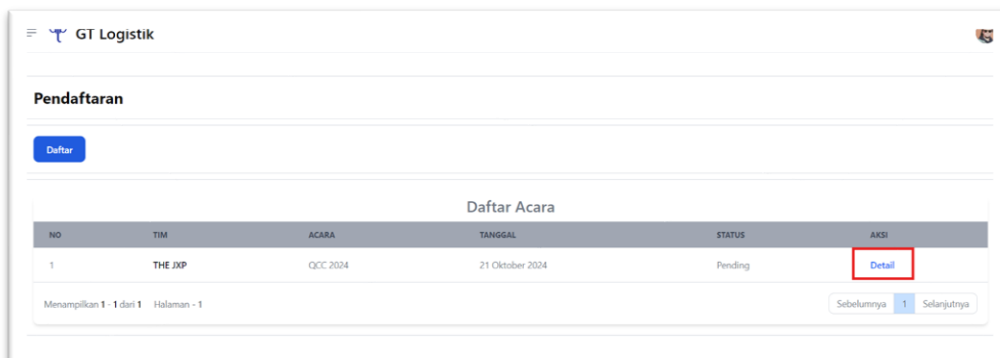 GT Logistik
Pendaftaran
Daftar
Daftar Acara
NO TIM ACARA TANGGAL STATUS AKSI
1 THE JXP QCC 2024 21 Oktober 2024 Pending Detail
Menampilkan 1 - 1 dari 1 Halaman - 1 Sebelumnya 1 Selanjutnya